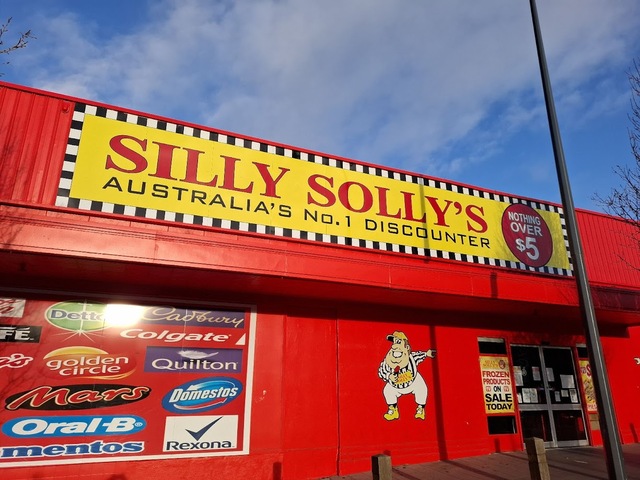 SILLY SOLLY'S
AUSTRALIA'S No.1 DISCOUNTER
NOTHING
OVER
$5
Cadbury
Colgate
FE.
golden
circle
Quilton
Mars
Domestos
Oral-B
Rexona
mentos
FROZEN
PRODUCTS
ON
SALE
TODAY